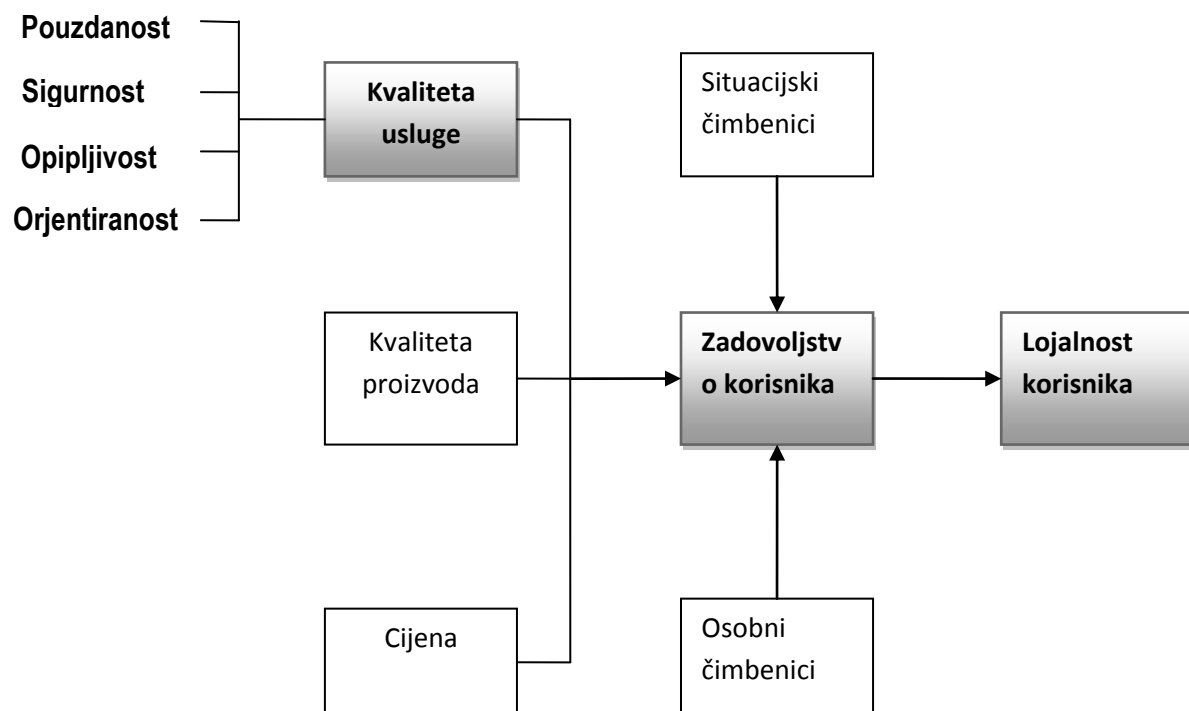 Pouzdanost
Sigurnost
Opipljivost
Orjentiranost
Kvaliteta
usluge
Situacijski
čimbenici
Kvaliteta
proizvoda
Zadovoljstv
o korisnika
Lojalnost
korisnika
Cijena
Osobni
čimbenici